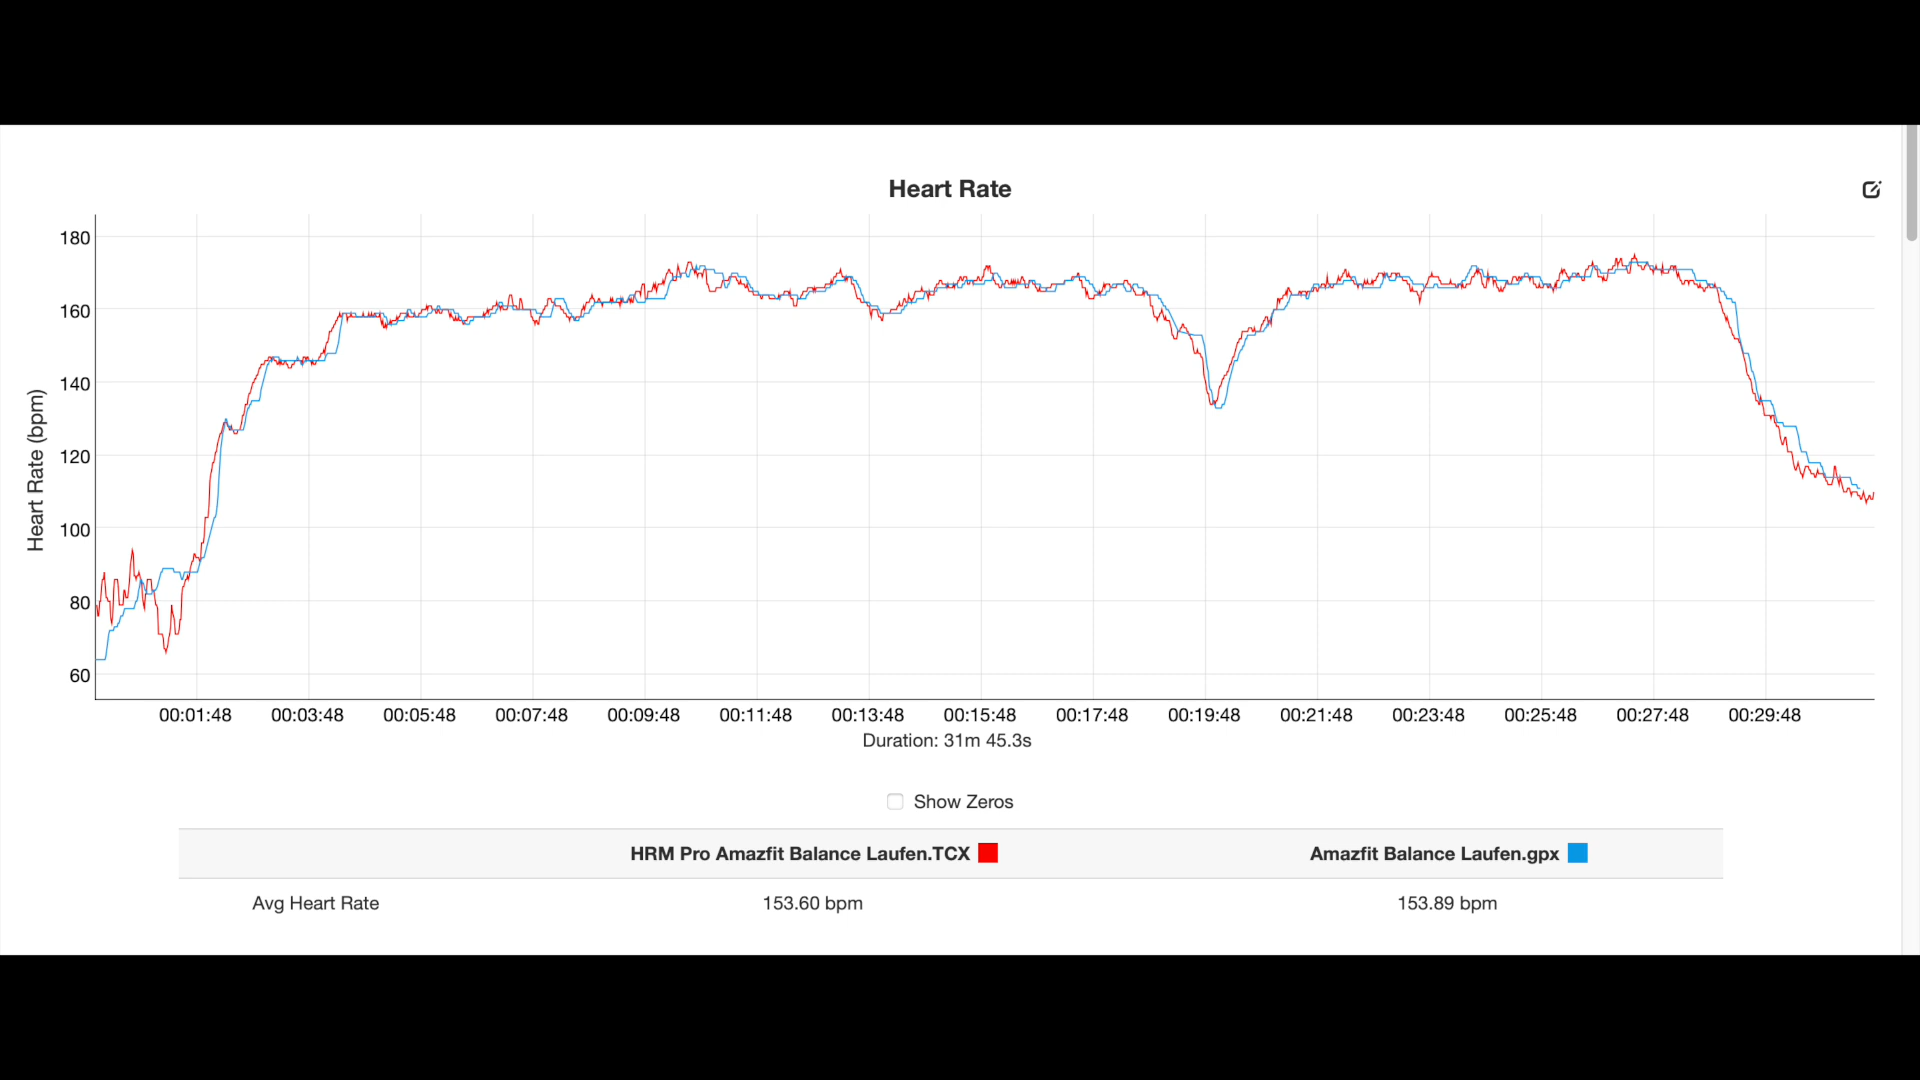 Heart Rate
180
160
140
120
100
80
60
Heart Rate (bpm)
00:01:48 00:03:48 00:05:48 00:07:48 00:09:48 00:11:48 00:13:48 00:15:48 00:17:48 00:19:48 00:21:48 00:23:48 00:25:48 00:27:48 00:29:48
Duration: 31m 45.3s
Show Zeros
HRM Pro Amazfit Balance Laufen.TCX Amazfit Balance Laufen.gpx
Avg Heart Rate 153.60 bpm 153.89 bpm